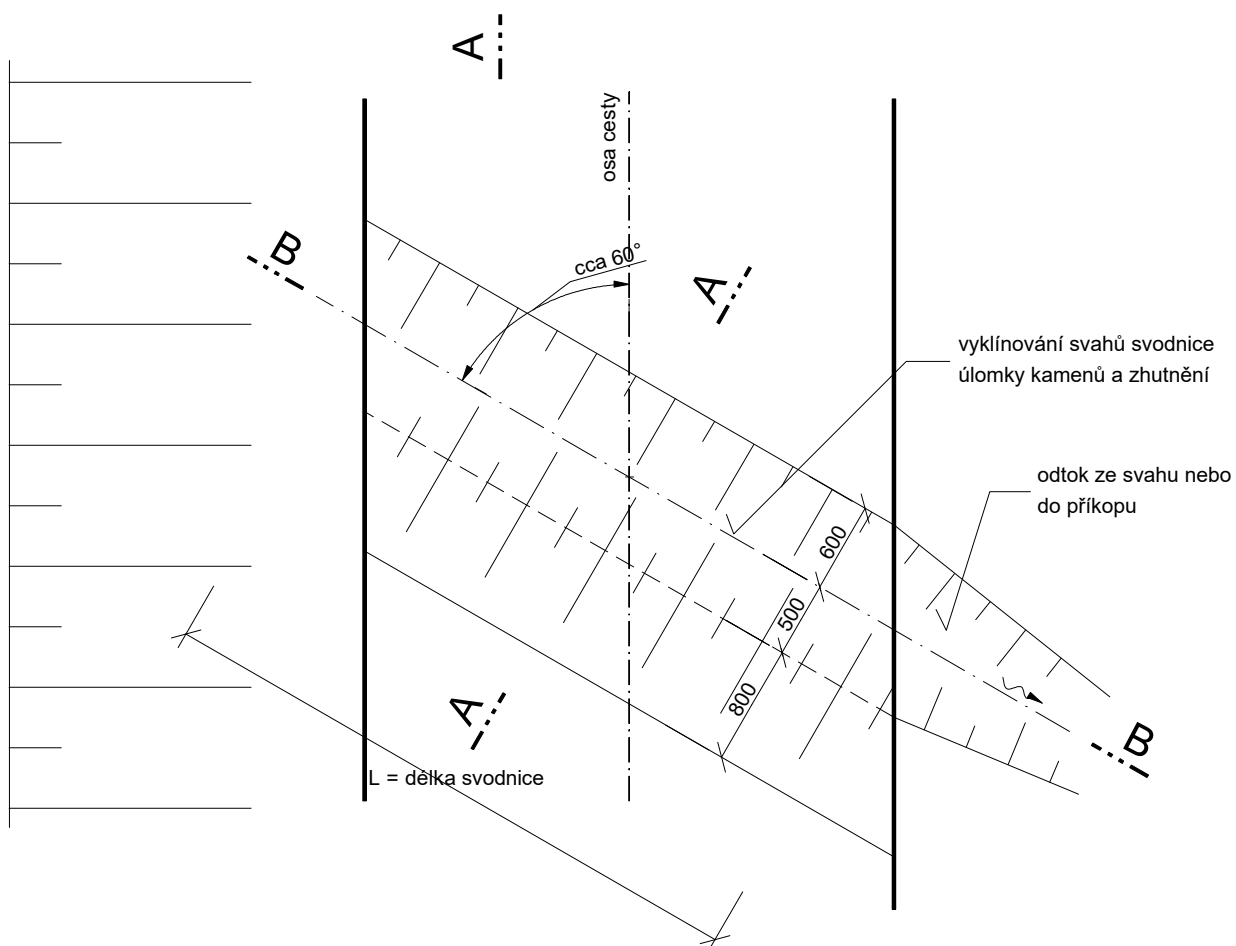 A
osa cesty
B
cca 60°
A
vyklínování svahů svodnice
úlomky kamenů a zhutnění
odtok ze svahu nebo
do příkopu
600
500
800
A
B
L = délka svodnice